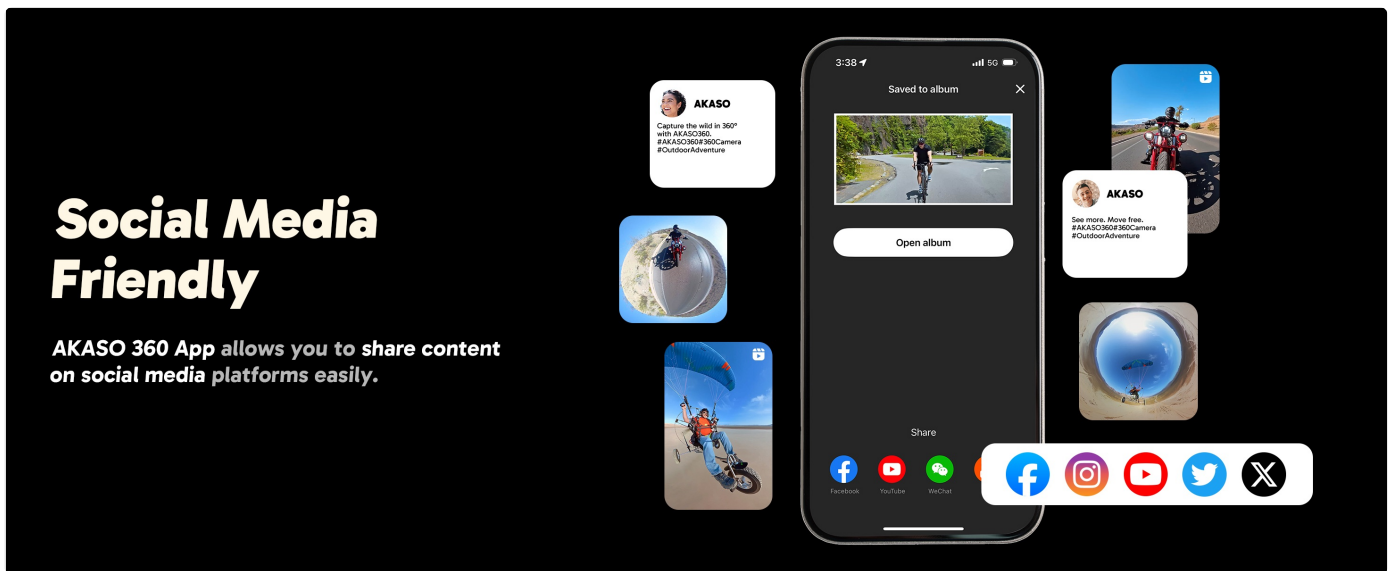 Social Media
Friendly
AKASO 360 App allows you to share content
on social media platforms easily.
AKASO
Capture the wild in 360°
with AKASO360.
#AKASO360#360Camera
#OutdoorAdventure
3:38
5G
Saved to album
Open album
Share
Facebook
YouTube
WeChat
AKASO
See more. Move free.
#AKASO360#360Camera
#OutdoorAdventure